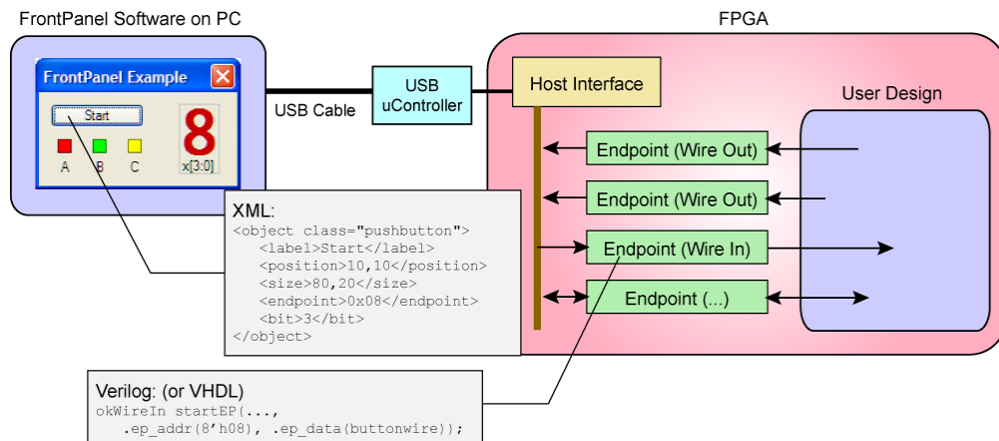 FrontPanel Software on PC
FPGA
FrontPanel Example
Start
A B C
8
x[3:0]
USB Cable
USB
uController
Host Interface
User Design
Endpoint (Wire Out)
Endpoint (Wire Out)
Endpoint (Wire In)
Endpoint (...)
XML:
<object class="pushbutton">
   <label>Start</label>
   <position>10,10</position>
   <size>80,20</size>
   <endpoint>0x08</endpoint>
   <bit>3</bit>
</object>
Verilog: (or VHDL)
okWireIn startEP(...,
   .ep_addr(8'h08), .ep_data(buttonwire));